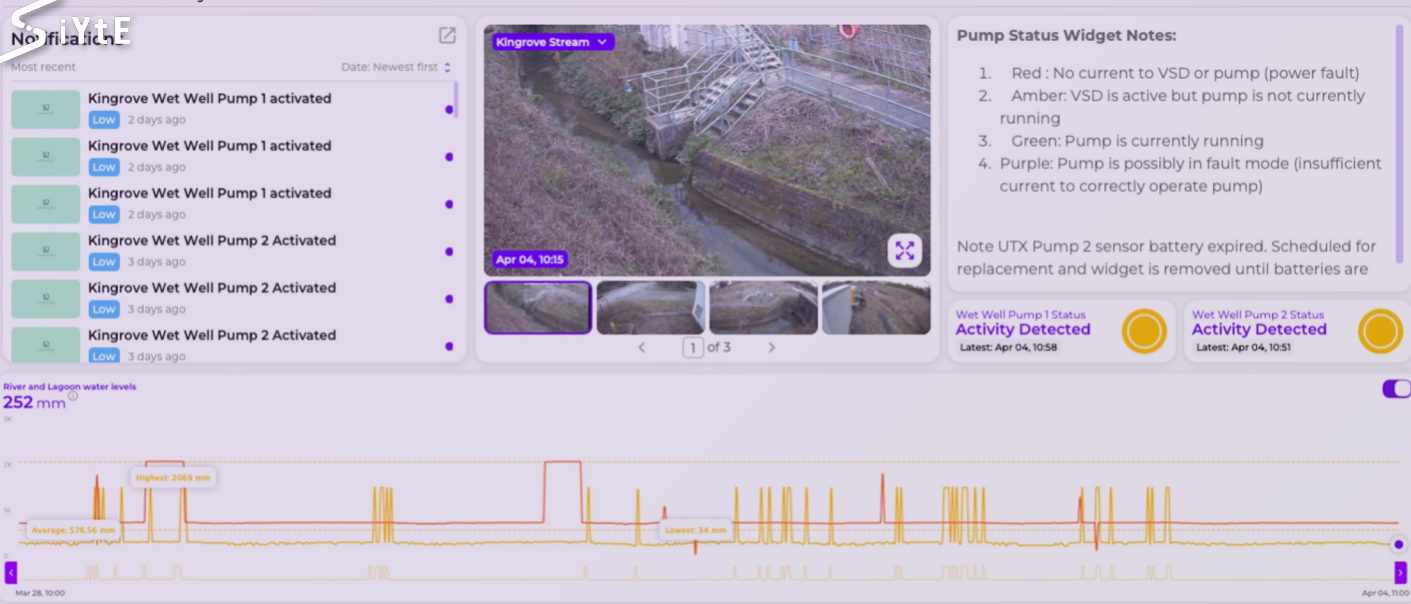 SiYtE
Notifications
Most recent
Date: Newest first
Kingrove Wet Well Pump 1 activated
Low 2 days ago
Kingrove Wet Well Pump 1 activated
Low 2 days ago
Kingrove Wet Well Pump 1 activated
Low 2 days ago
Kingrove Wet Well Pump 2 Activated
Low 3 days ago
Kingrove Wet Well Pump 2 Activated
Low 3 days ago
Kingrove Wet Well Pump 2 Activated
Low 3 days ago
Kingrove Stream
Apr 04, 10:15
1 of 3
Pump Status Widget Notes:
1. Red : No current to VSD or pump (power fault)
2. Amber: VSD is active but pump is not currently
running
3. Green: Pump is currently running
4. Purple: Pump is possibly in fault mode (insufficient
current to correctly operate pump)
Note UTX Pump 2 sensor battery expired. Scheduled for
replacement and widget is removed until batteries are
Wet Well Pump 1 Status
Activity Detected
Latest: Apr 04, 10:58
Wet Well Pump 2 Status
Activity Detected
Latest: Apr 04, 10:51
River and Lagoon water levels
252 mm
3K
2K
Highest: 2069 mm
1K
Average: 576.56 mm
Lowest: 34 mm
0
Mar 28, 10:00
Apr 04, 11:00